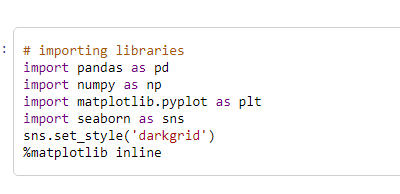 :
# importing libraries
import pandas as pd
import numpy as np
import matplotlib.pyplot as plt
import seaborn as sns
sns.set_style('darkgrid')
%matplotlib inline